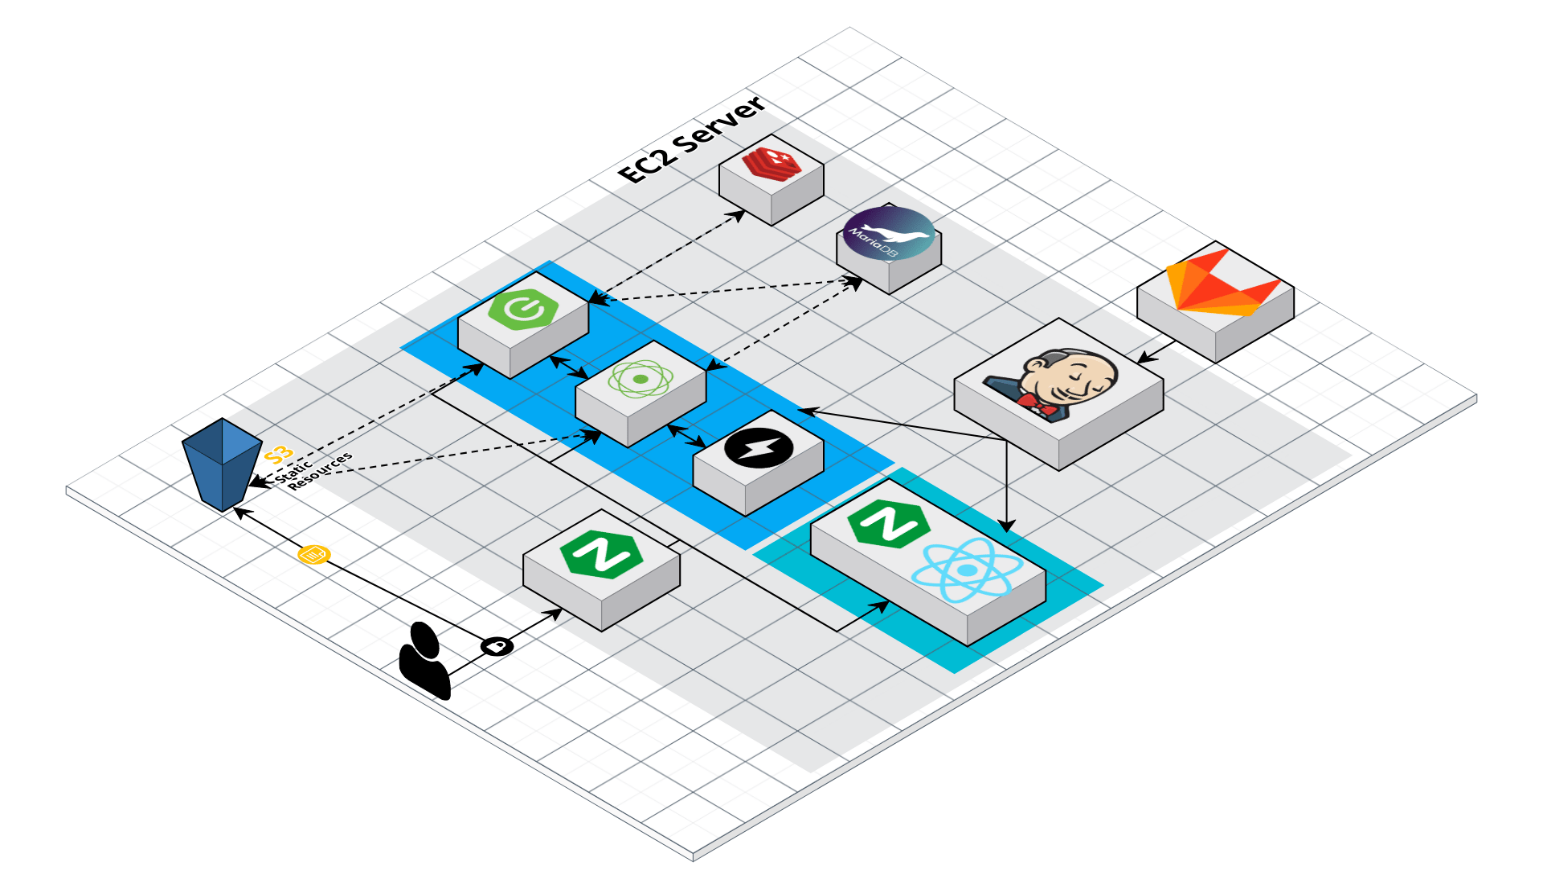 EC2 Server
MariaDB
S3
Static
Resources